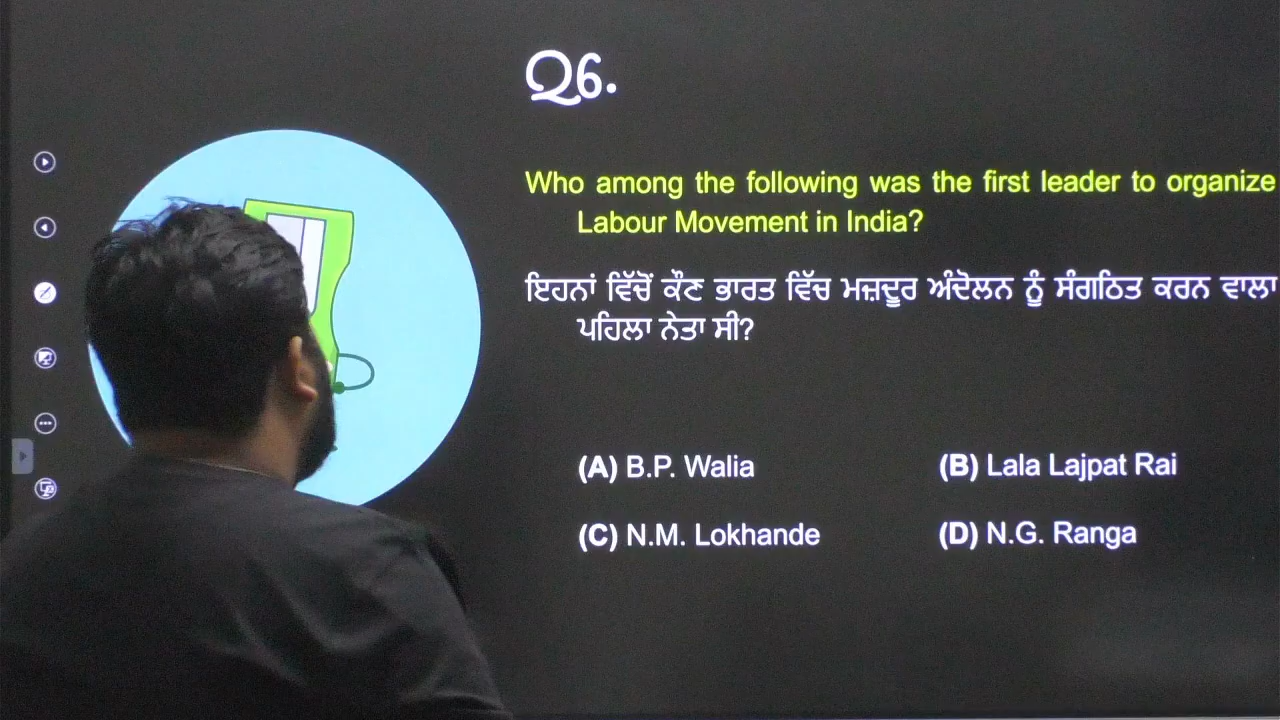 Q6.
Who among the following was the first leader to organize
Labour Movement in India?
ਇਹਨਾਂ ਵਿੱਚੋਂ ਕੌਣ ਭਾਰਤ ਵਿੱਚ ਮਜ਼ਦੂਰ ਅੰਦੋਲਨ ਨੂੰ ਸੰਗਠਿਤ ਕਰਨ ਵਾਲਾ
ਪਹਿਲਾ ਨੇਤਾ ਸੀ?
(A) B.P. Walia (B) Lala Lajpat Rai
(C) N.M. Lokhande (D) N.G. Ranga